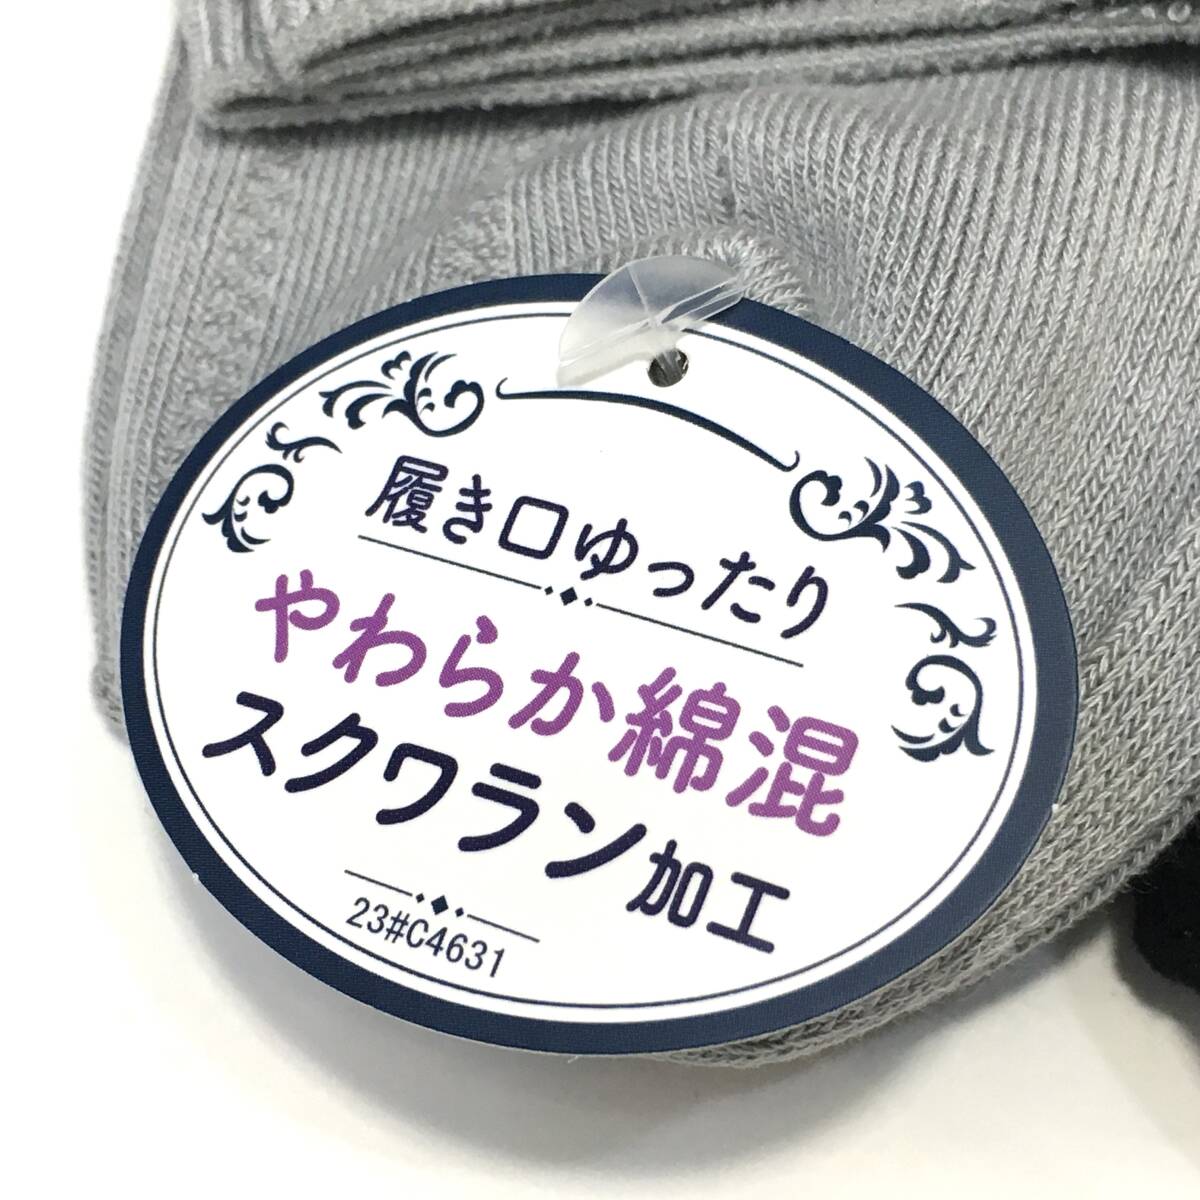 履き口ゆったり
やわらか綿混
スクワラン加工
23#C4631